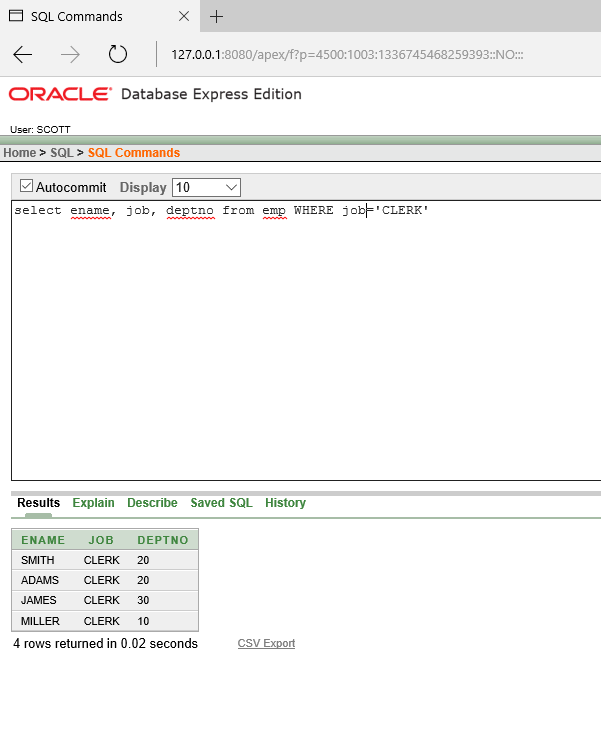 SQL Commands
127.0.0.1:8080/apex/f?p=4500:1003:1336745468259393::NO:::
ORACLE Database Express Edition
User: SCOTT
Home > SQL > SQL Commands
Autocommit Display 10
select ename, job, deptno from emp WHERE job='CLERK'
Results Explain Describe Saved SQL History
ENAME JOB DEPTNO
SMITH CLERK 20
ADAMS CLERK 20
JAMES CLERK 30
MILLER CLERK 10
4 rows returned in 0.02 seconds CSV Export